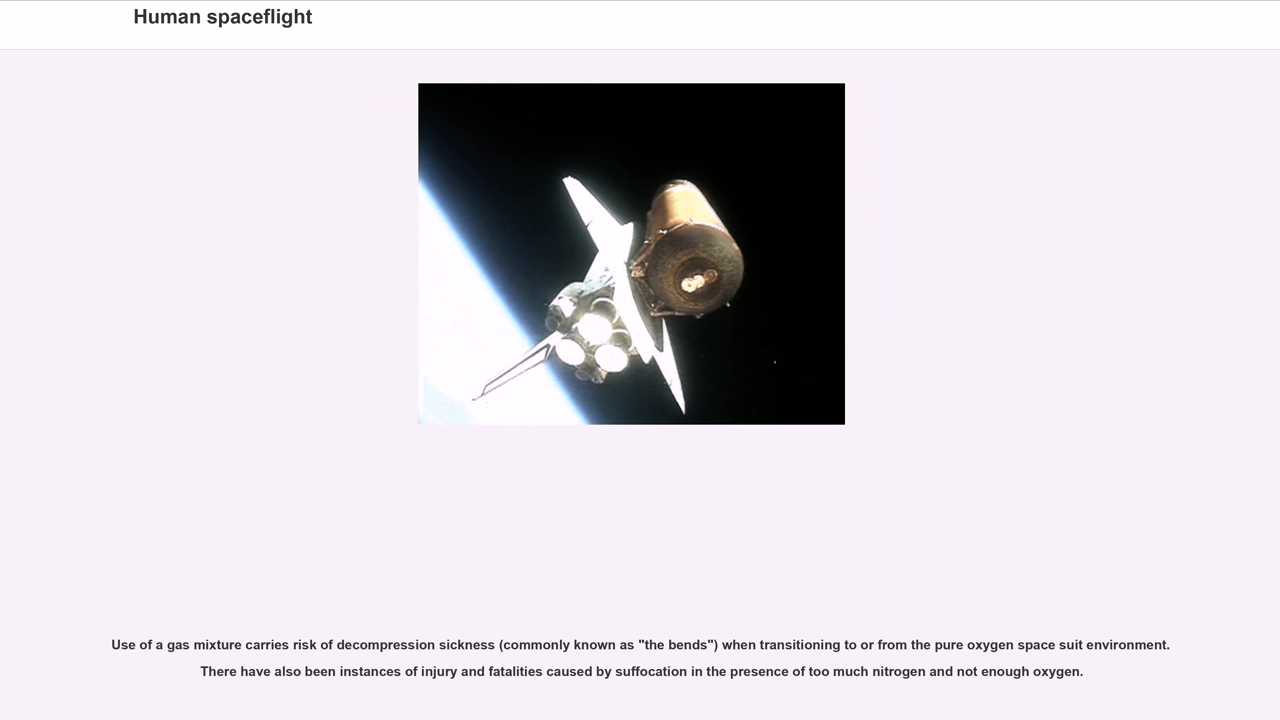 Human spaceflight
Use of a gas mixture carries risk of decompression sickness (commonly known as "the bends") when transitioning to or from the pure oxygen space suit environment.
There have also been instances of injury and fatalities caused by suffocation in the presence of too much nitrogen and not enough oxygen.